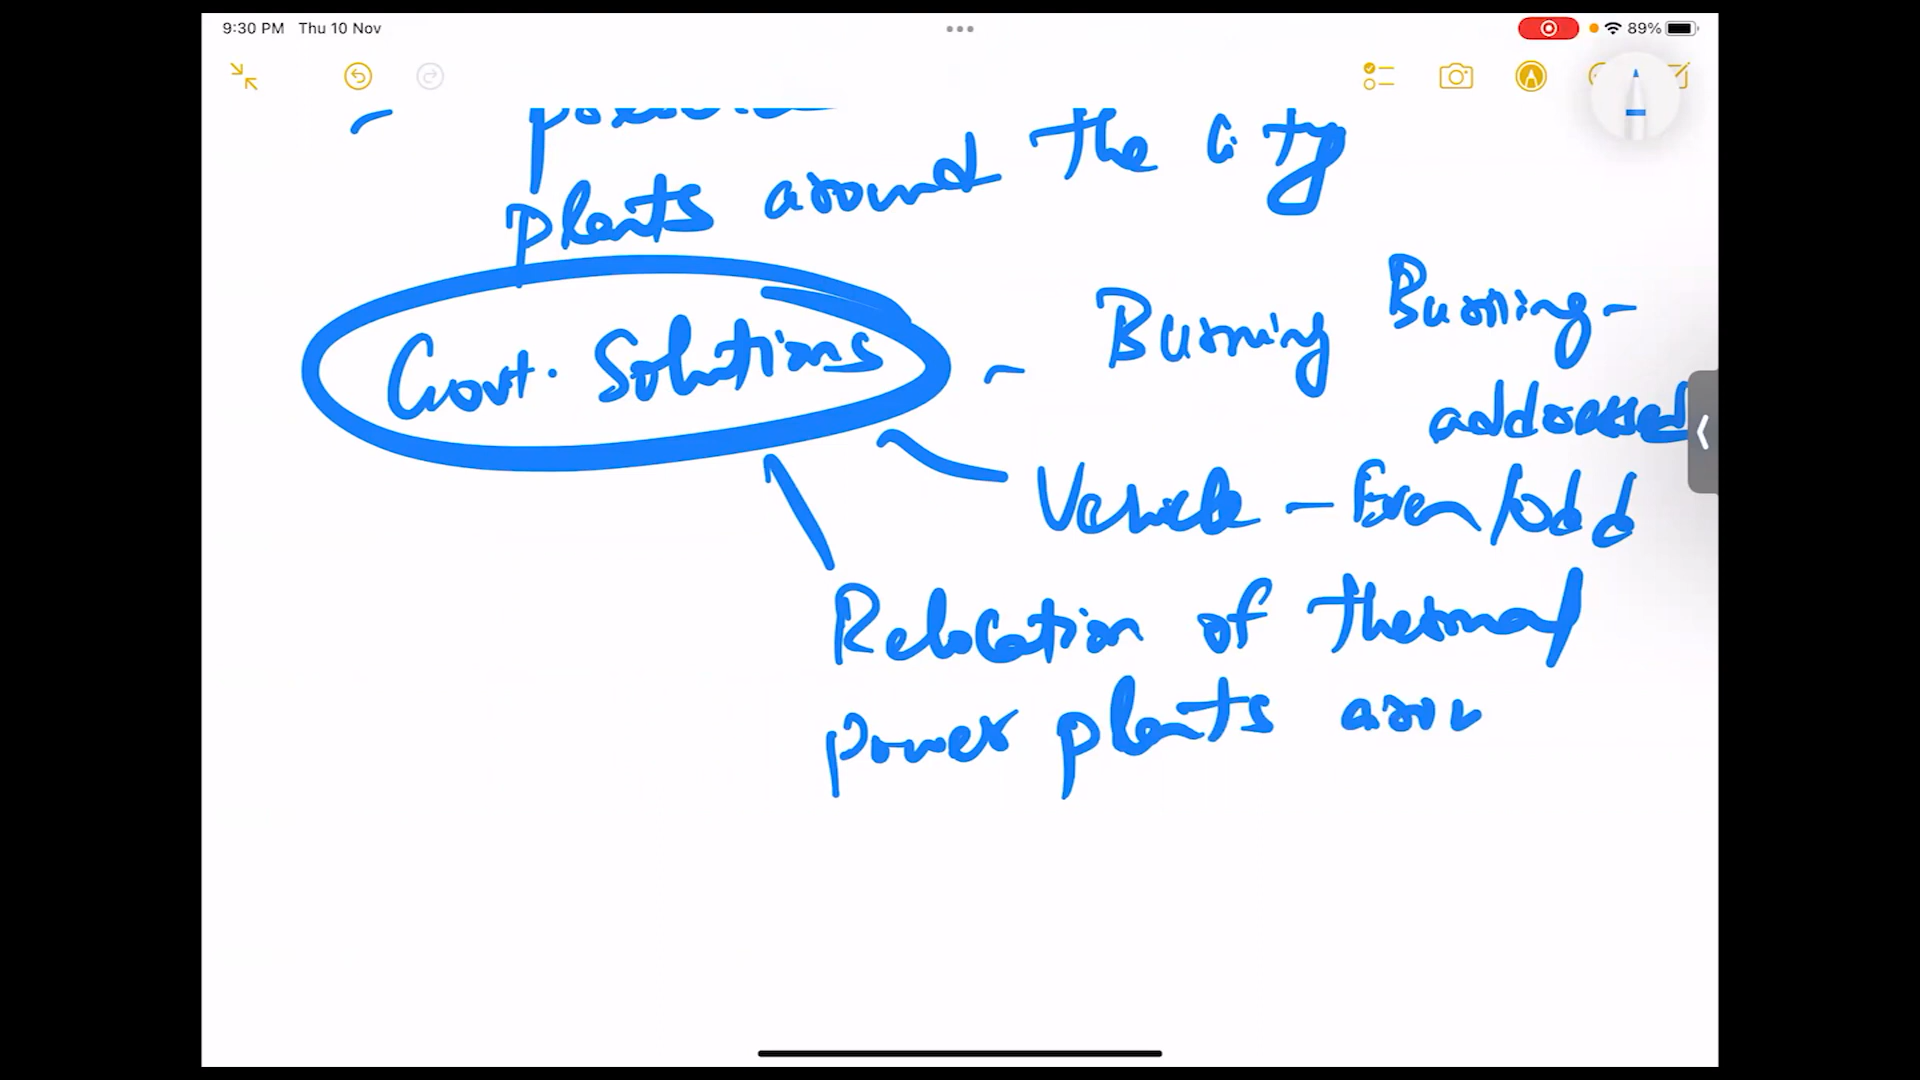 9:30 PM Thu 10 Nov
89%
plants around the city
Govt. Solutions
Burning Burning -
addressed
Vehicle - Even/Odd
Relocation of thermal
power plants arou